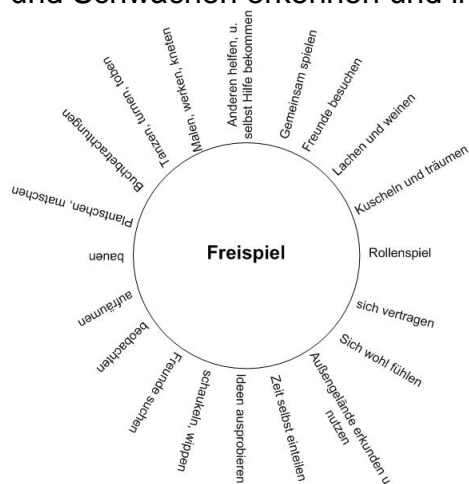 und Schwächen erkennen und i
Anderen helfen, u.
selbst Hilfe bekommen
Gemeinsam spielen
Freunde besuchen
Lachen und weinen
Kuscheln und träumen
Rollenspiel
sich vertragen
Sich wohl fühlen
Außengelände erkunden u
nutzen
Zeit selbst einteilen
Ideen ausprobieren
schaukeln, wippen
Freunde suchen
beobachten
aufräumen
bauen
Plantschen, matschen
Buchbetrachtungen
Tanzen, turnen, toben
Malen, werken, kneten
Freispiel